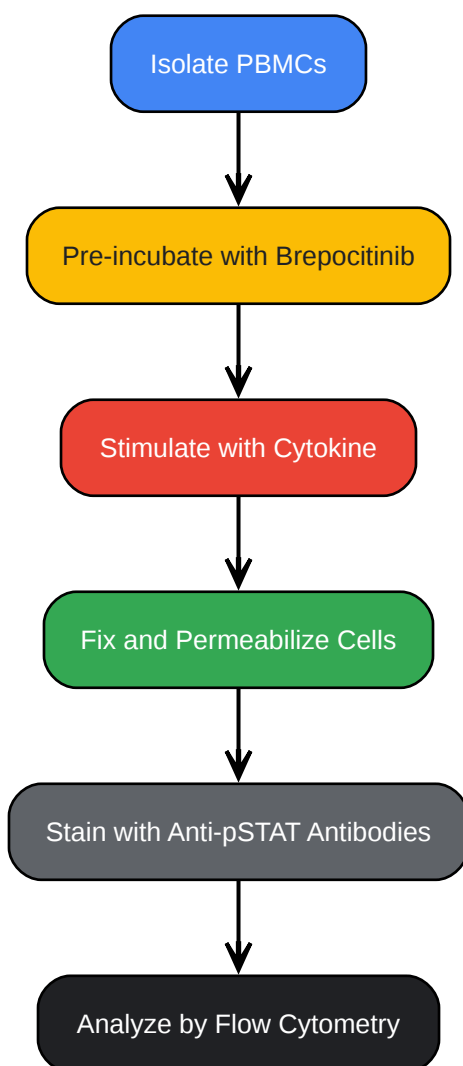 Isolate PBMCs
Pre-incubate with Brepocitinib
Stimulate with Cytokine
Fix and Permeabilize Cells
Stain with Anti-pSTAT Antibodies
Analyze by Flow Cytometry